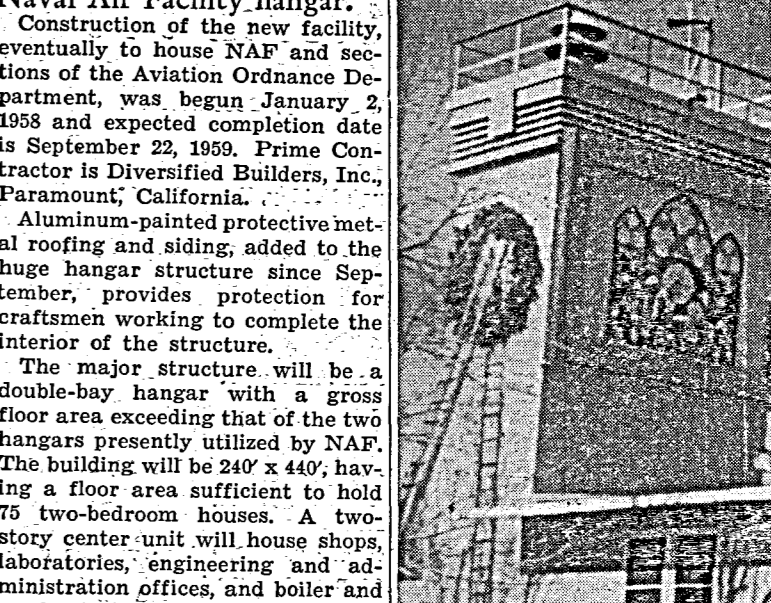 Naval Air Facility hangar.
Construction of the new facility,
eventually to house NAF and sec-
tions of the Aviation Ordnance De-
partment, was begun January 2,
1958 and expected completion date
is September 22, 1959. Prime Con-
tractor is Diversified Builders, Inc.,
Paramount, California.
Aluminum-painted protective met-
al roofing and siding, added to the
huge hangar structure since Sep-
tember, provides protection for
craftsmen working to complete the
interior of the structure.
The major structure will be a
double-bay hangar with a gross
floor area exceeding that of the two
hangars presently utilized by NAF.
The building will be 240' x 440', hav-
ing a floor area sufficient to hold
75 two-bedroom houses. A two-
story center unit will house shops,
laboratories, engineering and ad-
ministration offices, and boiler and